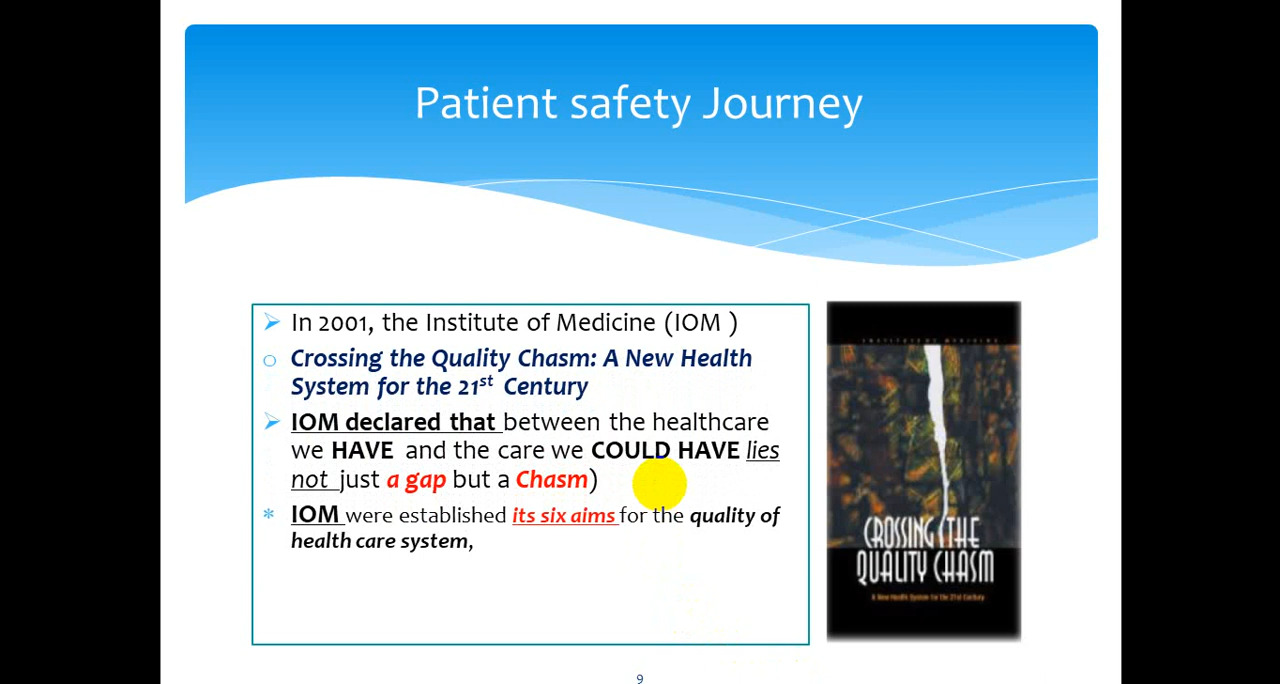 Patient safety Journey
In 2001, the Institute of Medicine (IOM )
Crossing the Quality Chasm: A New Health
System for the 21st Century
IOM declared that between the healthcare
we HAVE and the care we COULD HAVE lies
not just a gap but a Chasm)
* IOM were established its six aims for the quality of
health care system,
INSTITUTE OF MEDICINE
CROSSING THE
QUALITY CHASM
A New Health System for the 21st Century
9